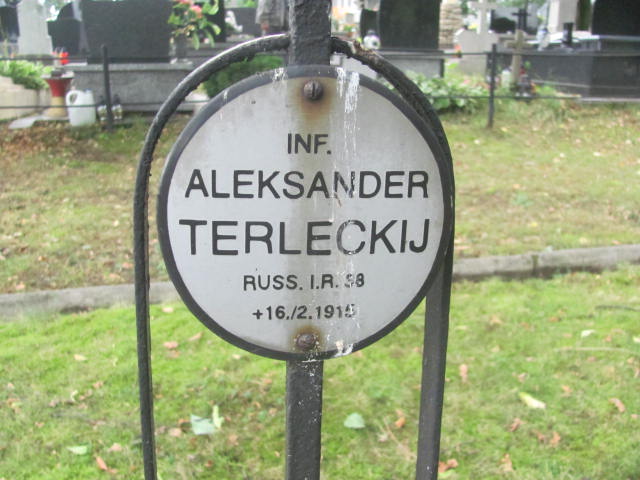 INF.
ALEKSANDER
TERLECKIJ
RUSS. I.R. 38
+16./2.1915